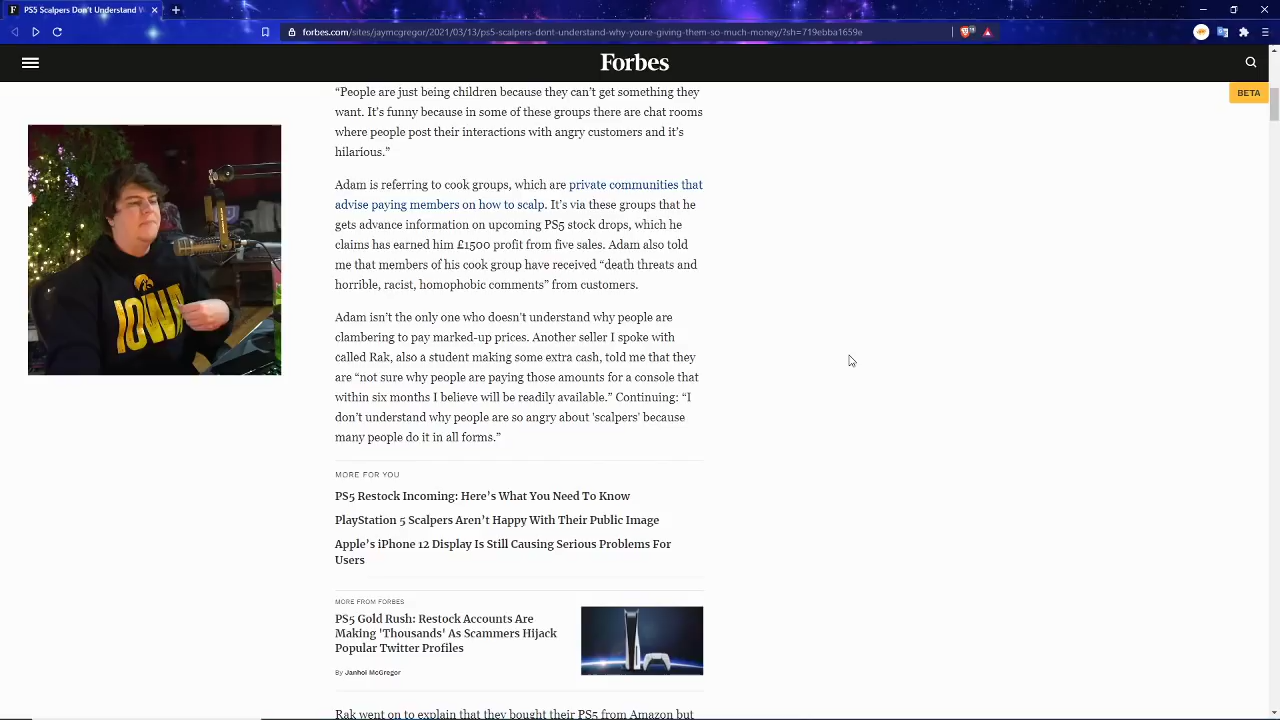 PS5 Scalpers Don't Understand W
forbes.com/sites/jaymcgregor/2021/03/13/ps5-scalpers-dont-understand-why-youre-giving-them-so-much-money/?sh=719ebba1659e
Forbes
BETA
“People are just being children because they can’t get something they
want. It’s funny because in some of these groups there are chat rooms
where people post their interactions with angry customers and it’s
hilarious.”
Adam is referring to cook groups, which are private communities that
advise paying members on how to scalp. It’s via these groups that he
gets advance information on upcoming PS5 stock drops, which he
claims has earned him £1500 profit from five sales. Adam also told
me that members of his cook group have received “death threats and
horrible, racist, homophobic comments” from customers.
IOWA
Adam isn’t the only one who doesn’t understand why people are
clambering to pay marked-up prices. Another seller I spoke with
called Rak, also a student making some extra cash, told me that they
are “not sure why people are paying those amounts for a console that
within six months I believe will be readily available.” Continuing: “I
don’t understand why people are so angry about 'scalpers' because
many people do it in all forms.”
MORE FOR YOU
PS5 Restock Incoming: Here’s What You Need To Know
PlayStation 5 Scalpers Aren’t Happy With Their Public Image
Apple’s iPhone 12 Display Is Still Causing Serious Problems For
Users
MORE FROM FORBES
PS5 Gold Rush: Restock Accounts Are
Making 'Thousands' As Scammers Hijack
Popular Twitter Profiles
By Janhoi McGregor
Rak went on to explain that they bought their PS5 from Amazon but